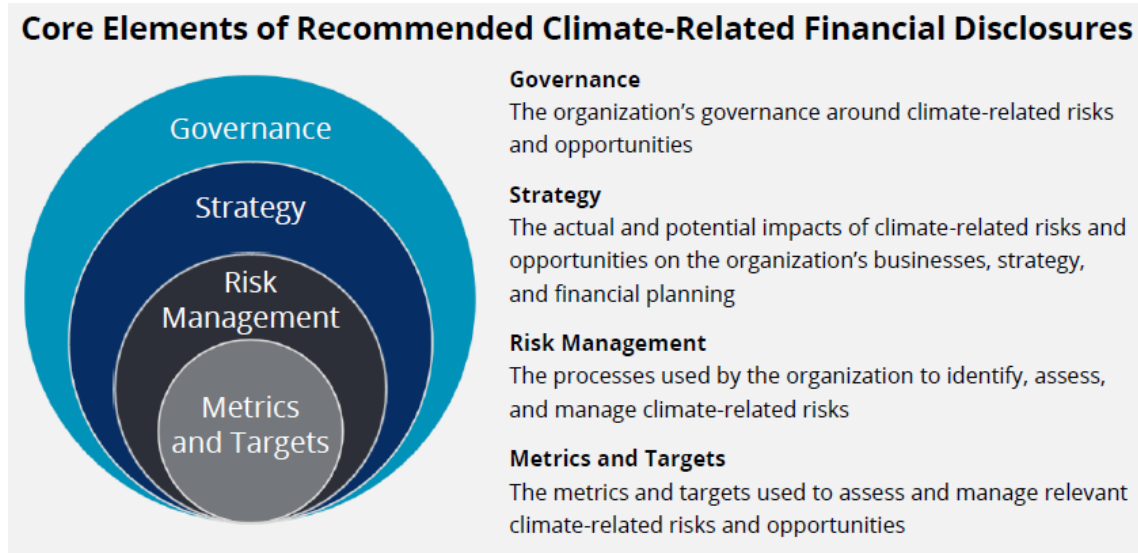 Core Elements of Recommended Climate-Related Financial Disclosures
Governance
Strategy
Risk
Management
Metrics
and Targets
Governance
The organization’s governance around climate-related risks
and opportunities
Strategy
The actual and potential impacts of climate-related risks and
opportunities on the organization’s businesses, strategy,
and financial planning
Risk Management
The processes used by the organization to identify, assess,
and manage climate-related risks
Metrics and Targets
The metrics and targets used to assess and manage relevant
climate-related risks and opportunities